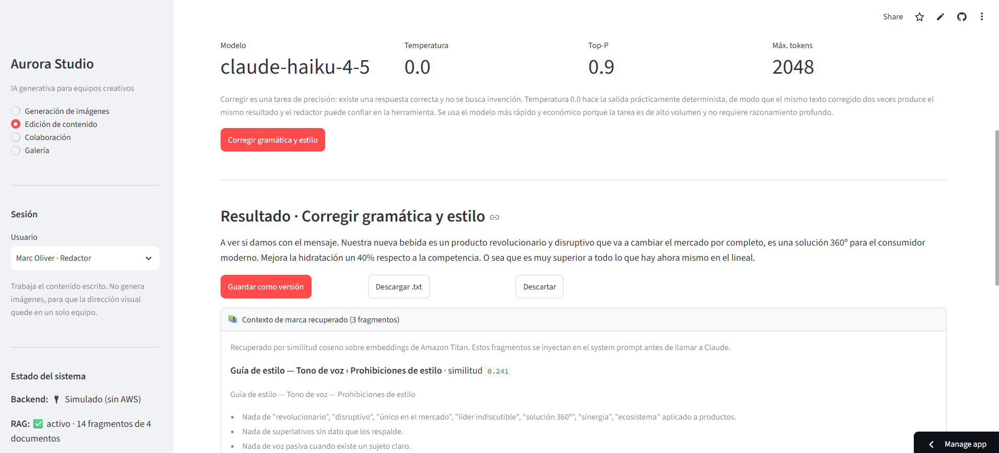 Share
Aurora Studio
IA generativa para equipos creativos
Generación de imágenes
Edición de contenido
Colaboración
Galería
Sesión
Usuario
Marc Oliver · Redactor
Trabaja el contenido escrito. No genera
imágenes, para que la dirección visual
quede en un solo equipo.
Estado del sistema
Backend: Simulado (sin AWS)
RAG: activo · 14 fragmentos de 4
documentos
Modelo
claude-haiku-4-5
Temperatura
0.0
Top-P
0.9
Máx. tokens
2048
Corregir es una tarea de precisión: existe una respuesta correcta y no se busca invención. Temperatura 0.0 hace la salida prácticamente determinista, de modo que el mismo texto corregido dos veces produce el
mismo resultado y el redactor puede confiar en la herramienta. Se usa el modelo más rápido y económico porque la tarea es de alto volumen y no requiere razonamiento profundo.
Corregir gramática y estilo
Resultado · Corregir gramática y estilo
A ver si damos con el mensaje. Nuestra nueva bebida es un producto revolucionario y disruptivo que va a cambiar el mercado por completo, es una solución 360º para el consumidor
moderno. Mejora la hidratación un 40% respecto a la competencia. O sea que es muy superior a todo lo que hay ahora mismo en el lineal.
Guardar como versión
Descargar .txt
Descartar
Contexto de marca recuperado (3 fragmentos)
Recuperado por similitud coseno sobre embeddings de Amazon Titan. Estos fragmentos se inyectan en el system prompt antes de llamar a Claude.
Guía de estilo — Tono de voz › Prohibiciones de estilo · similitud 0.241
Guía de estilo — Tono de voz — Prohibiciones de estilo
• Nada de "revolucionario", "disruptivo", "único en el mercado", "líder indiscutible", "solución 360º", "sinergia", "ecosistema" aplicado a productos.
• Nada de superlativos sin dato que los respalde.
• Nada de voz pasiva cuando existe un sujeto claro.
Manage app